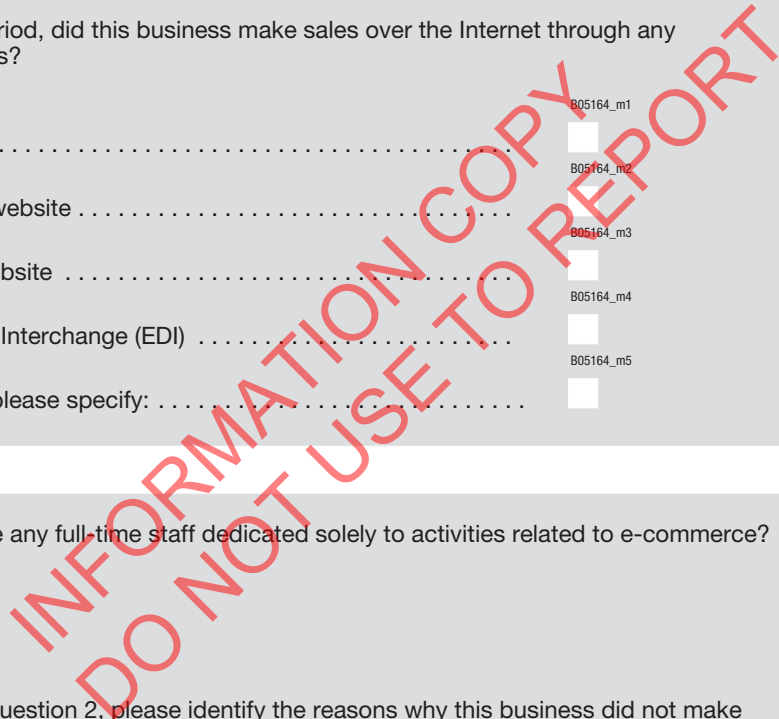 riod, did this business make sales over the Internet through any
s?
B05164_m1
. . . . . . . . . . . . . . . . . . . . . . . . . . . . . . . . . . . . . . .
B05164_m2
website . . . . . . . . . . . . . . . . . . . . . . . . . . . . . . . . .
B05164_m3
bsite . . . . . . . . . . . . . . . . . . . . . . . . . . . . . . . . . .
B05164_m4
Interchange (EDI) . . . . . . . . . . . . . . . . . . . . . . . .
B05164_m5
please specify: . . . . . . . . . . . . . . . . . . . . . . . . . . . .
e any full-time staff dedicated solely to activities related to e-commerce?
uestion 2, please identify the reasons why this business did not make
INFORMATION COPY
DO NOT USE TO REPORT